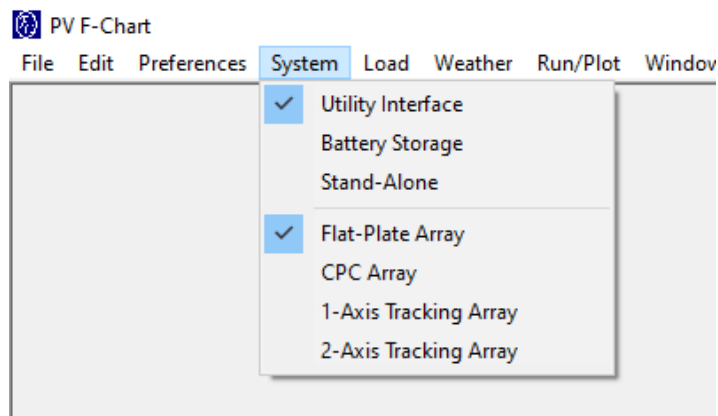 PV F-Chart
File Edit Preferences System Load Weather Run/Plot Window
Utility Interface
Battery Storage
Stand-Alone
Flat-Plate Array
CPC Array
1-Axis Tracking Array
2-Axis Tracking Array